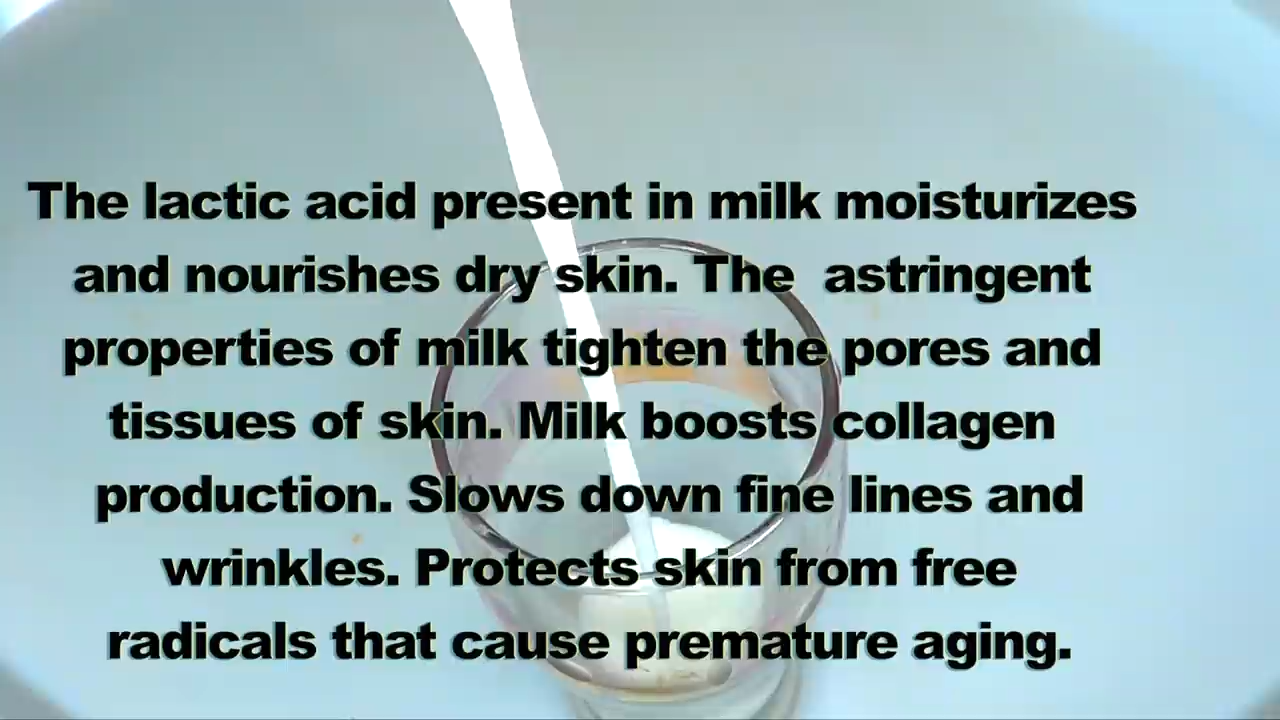 The lactic acid present in milk moisturizes
and nourishes dry skin. The  astringent
properties of milk tighten the pores and
tissues of skin. Milk boosts collagen
production. Slows down fine lines and
wrinkles. Protects skin from free
radicals that cause premature aging.